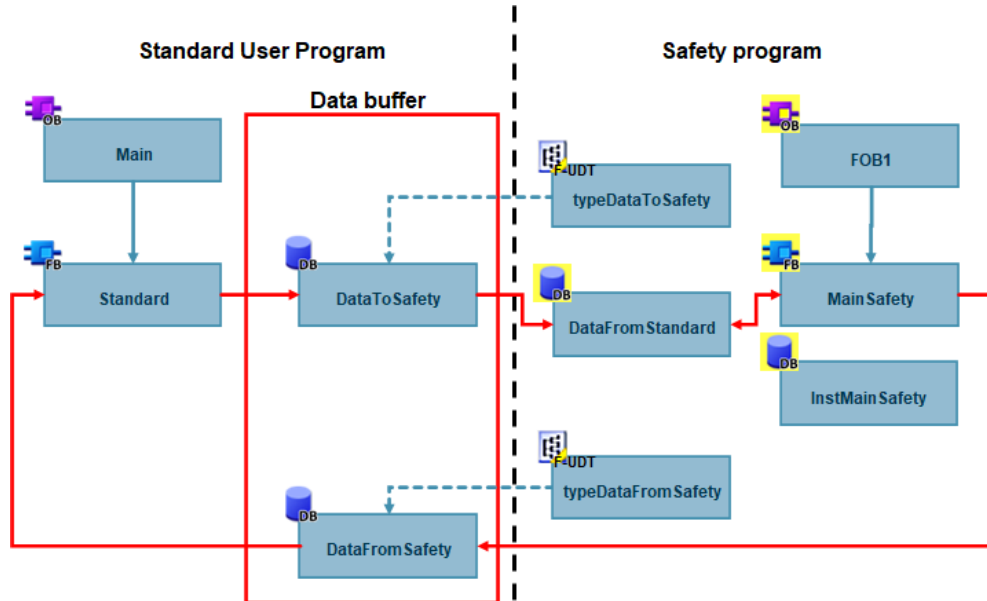 Standard User Program
Safety program
Data buffer
OB
Main
F-UDT
typeDataToSafety
OB
FOB1
FB
Standard
DB
DataToSafety
DB
DataFromStandard
FB
MainSafety
DB
InstMainSafety
F-UDT
typeDataFromSafety
DB
DataFromSafety